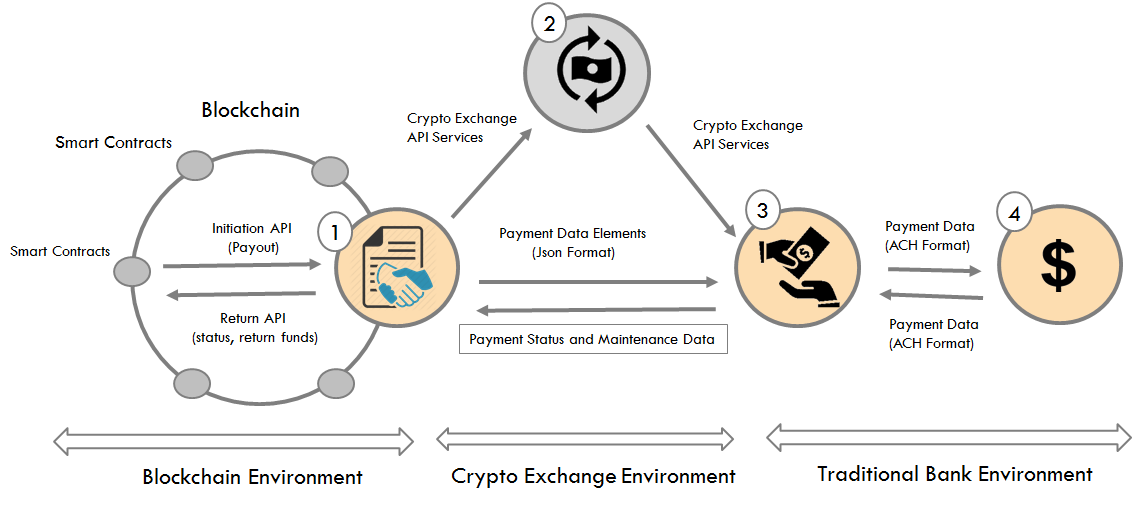 2
Blockchain
Crypto Exchange
API Services
Crypto Exchange
API Services
Smart Contracts
1
3
4
Initiation API
(Payout)
Payment Data Elements
(Json Format)
Payment Data
(ACH Format)
Smart Contracts
$
$
Return API
(status, return funds)
Payment Status and Maintenance Data
Payment Data
(ACH Format)
Blockchain Environment
Crypto Exchange Environment
Traditional Bank Environment